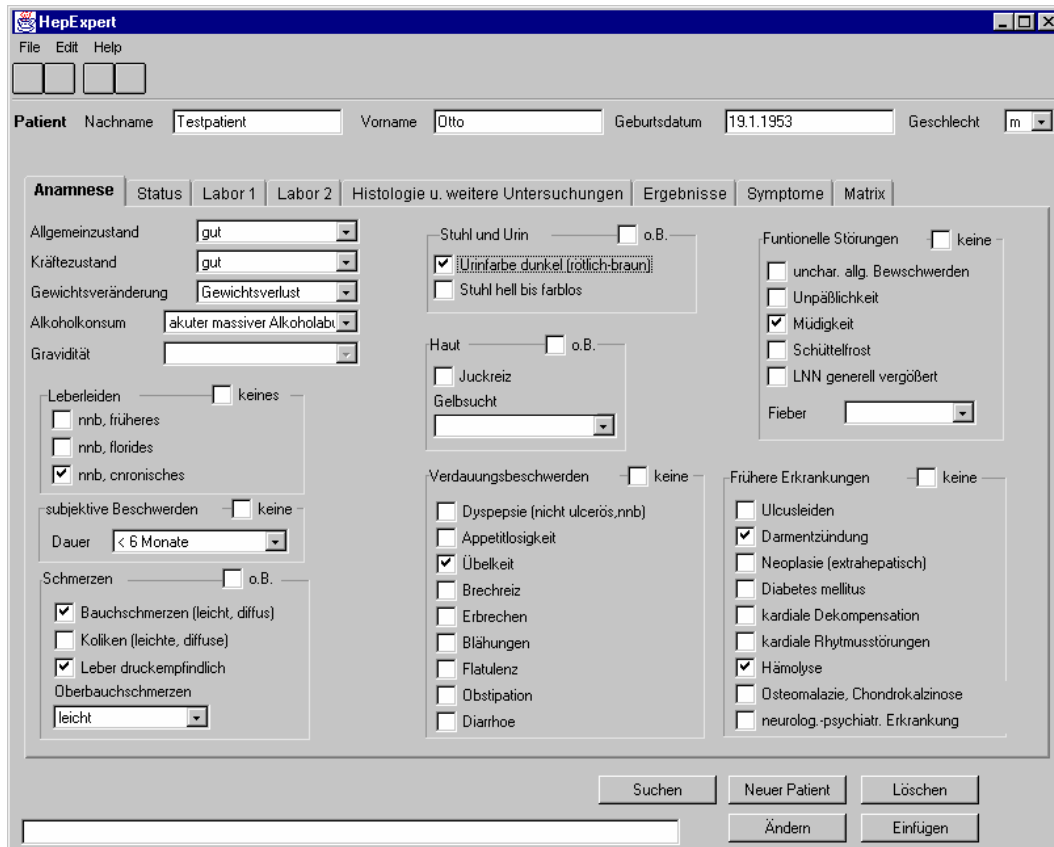 HepExpert
File Edit Help
Patient Nachname Testpatient Vorname Otto Geburtsdatum 19.1.1953 Geschlecht m
Anamnese Status Labor 1 Labor 2 Histologie u. weitere Untersuchungen Ergebnisse Symptome Matrix
Allgemeinzustand gut
Kräftezustand gut
Gewichtsveränderung Gewichtsverlust
Alkoholkonsum akuter massiver Alkoholabu
Gravidität
Leberleiden keines
nnb, früheres
nnb, florides
nnb, cnronisches
subjektive Beschwerden keine
Dauer < 6 Monate
Schmerzen o.B.
Bauchschmerzen (leicht, diffus)
Koliken (leichte, diffuse)
Leber druckempfindlich
Oberbauchschmerzen
leicht
Stuhl und Urin o.B.
Urinfarbe dunkel (rötlich-braun)
Stuhl hell bis farblos
Haut o.B.
Juckreiz
Gelbsucht
Verdauungsbeschwerden keine
Dyspepsie (nicht ulcerös,nnb)
Appetitlosigkeit
Übelkeit
Brechreiz
Erbrechen
Blähungen
Flatulenz
Obstipation
Diarrhoe
Funtionelle Störungen keine
unchar. allg. Bewschwerden
Unpäßlichkeit
Müdigkeit
Schüttelfrost
LNN generell vergößert
Fieber
Frühere Erkrankungen keine
Ulcusleiden
Darmentzündung
Neoplasie (extrahepatisch)
Diabetes mellitus
kardiale Dekompensation
kardiale Rhytmusstörungen
Hämolyse
Osteomalazie, Chondrokalzinose
neurolog.-psychiatr. Erkrankung
Suchen Neuer Patient Löschen
Ändern Einfügen